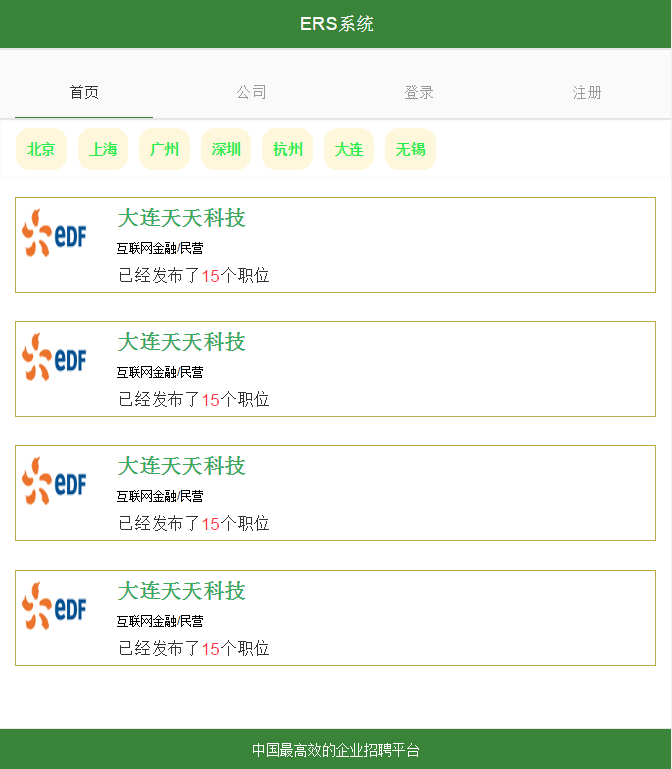 ERS系统
首页 公司 登录 注册
北京 上海 广州 深圳 杭州 大连 无锡
eDF
大连天天科技
互联网金融/民营
已经发布了15个职位
eDF
大连天天科技
互联网金融/民营
已经发布了15个职位
eDF
大连天天科技
互联网金融/民营
已经发布了15个职位
eDF
大连天天科技
互联网金融/民营
已经发布了15个职位
中国最高效的企业招聘平台